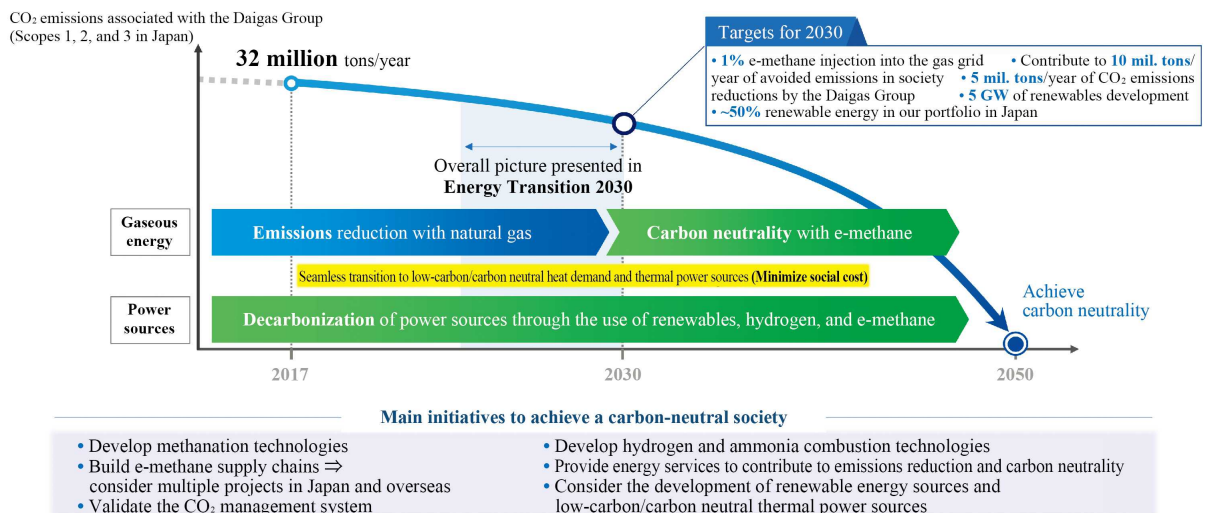 CO₂ emissions associated with the Daigas Group
(Scopes 1, 2, and 3 in Japan)
32 million tons/year
Targets for 2030
• 1% e-methane injection into the gas grid • Contribute to 10 mil. tons/
year of avoided emissions in society • 5 mil. tons/year of CO₂ emissions
reductions by the Daigas Group • 5 GW of renewables development
• ~50% renewable energy in our portfolio in Japan
Overall picture presented in
Energy Transition 2030
Gaseous
energy
Emissions reduction with natural gas
Carbon neutrality with e-methane
Seamless transition to low-carbon/carbon neutral heat demand and thermal power sources (Minimize social cost)
Power
sources
Decarbonization of power sources through the use of renewables, hydrogen, and e-methane
Achieve
carbon neutrality
2017
2030
2050
Main initiatives to achieve a carbon-neutral society
• Develop methanation technologies
• Build e-methane supply chains ⇒
consider multiple projects in Japan and overseas
• Validate the CO₂ management system
• Develop hydrogen and ammonia combustion technologies
• Provide energy services to contribute to emissions reduction and carbon neutrality
• Consider the development of renewable energy sources and
low-carbon/carbon neutral thermal power sources